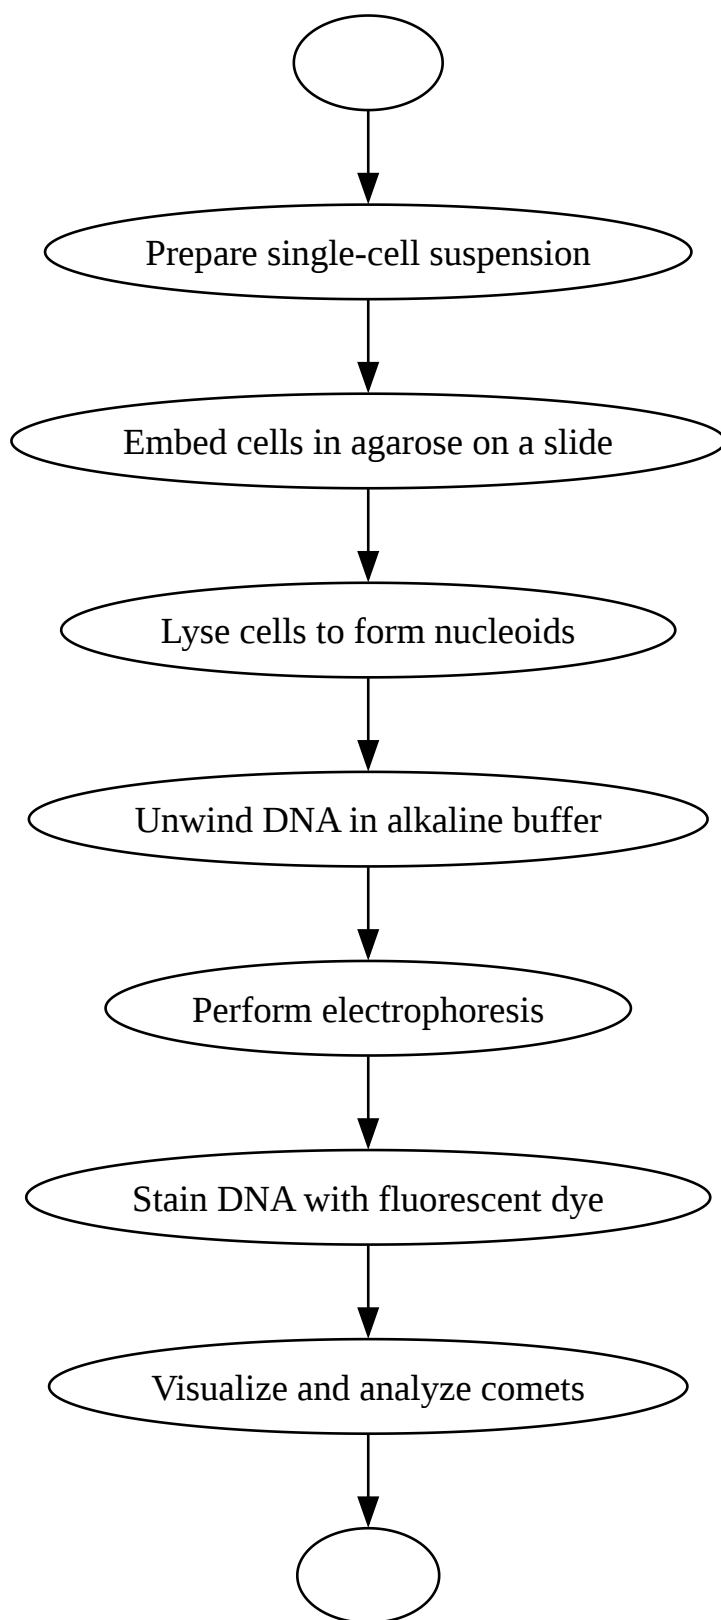 Prepare single-cell suspension
Embed cells in agarose on a slide
Lyse cells to form nucleoids
Unwind DNA in alkaline buffer
Perform electrophoresis
Stain DNA with fluorescent dye
Visualize and analyze comets